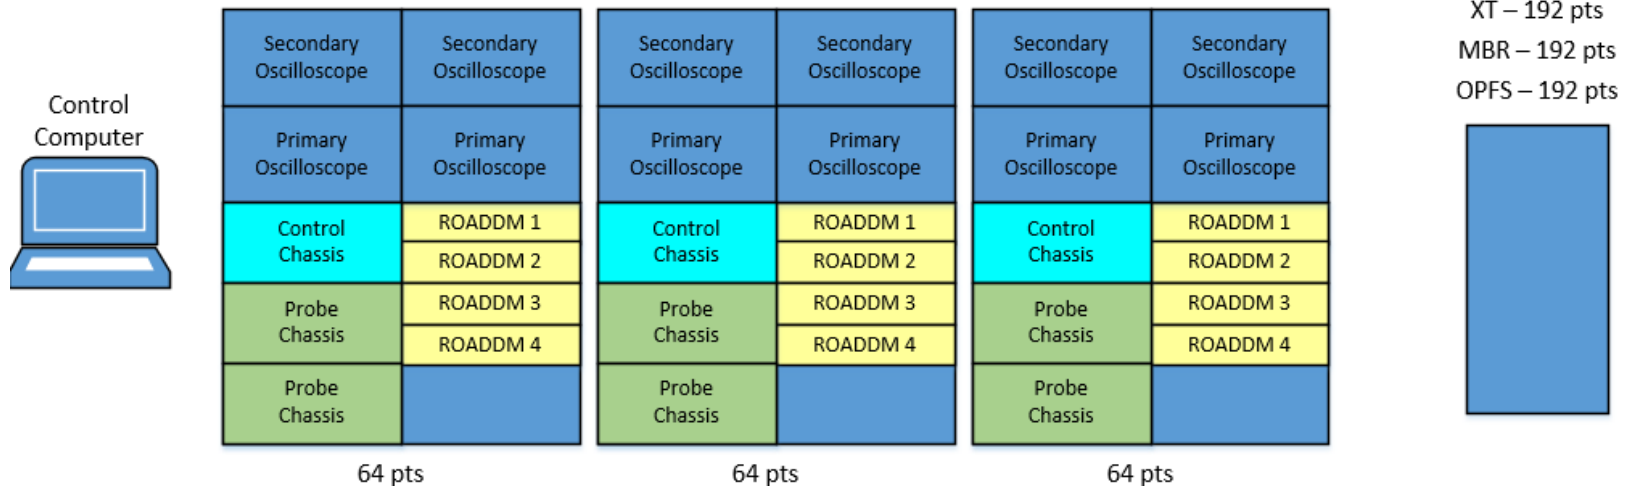 Control
Computer
Secondary
Oscilloscope
Secondary
Oscilloscope
Primary
Oscilloscope
Primary
Oscilloscope
Control
Chassis
ROADDM 1
ROADDM 2
Probe
Chassis
ROADDM 3
ROADDM 4
Probe
Chassis
64 pts
Secondary
Oscilloscope
Secondary
Oscilloscope
Primary
Oscilloscope
Primary
Oscilloscope
Control
Chassis
ROADDM 1
ROADDM 2
Probe
Chassis
ROADDM 3
ROADDM 4
Probe
Chassis
64 pts
Secondary
Oscilloscope
Secondary
Oscilloscope
Primary
Oscilloscope
Primary
Oscilloscope
Control
Chassis
ROADDM 1
ROADDM 2
Probe
Chassis
ROADDM 3
ROADDM 4
Probe
Chassis
64 pts
XT – 192 pts
MBR – 192 pts
OPFS – 192 pts